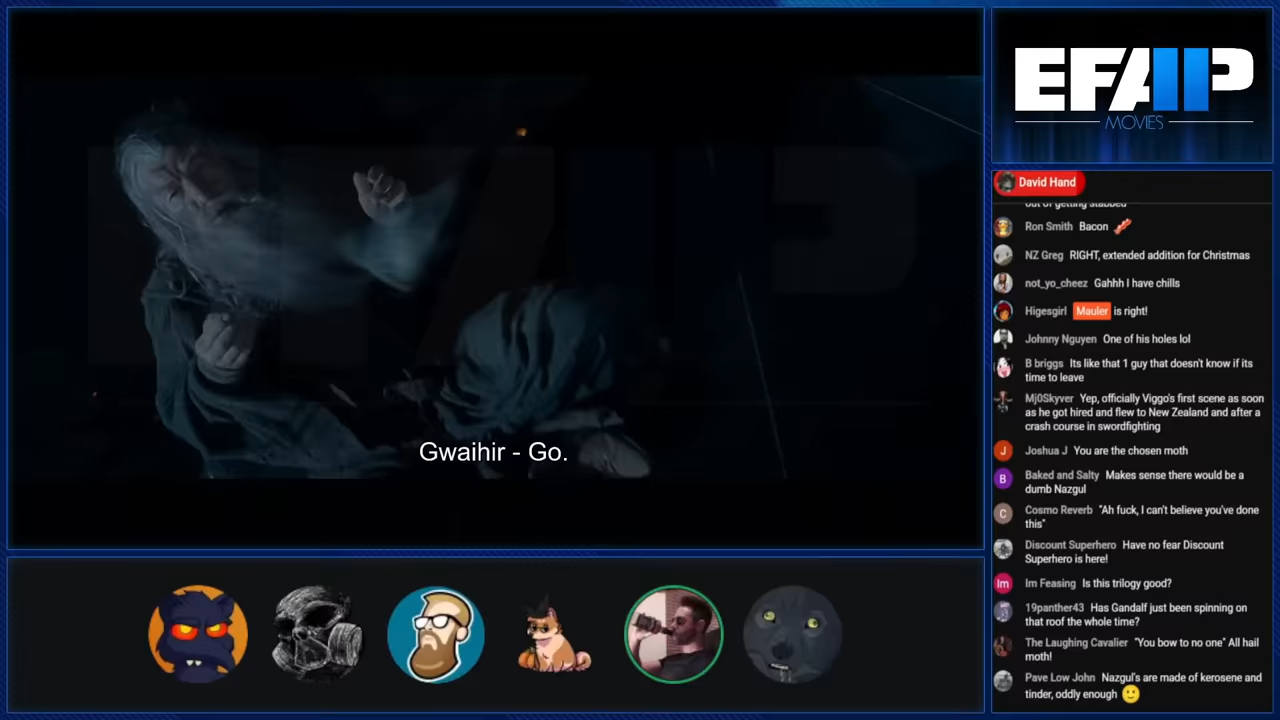 Gwaihir - Go.
EFAP
MOVIES
David Hand
out of getting stabbed
Ron Smith Bacon 🥓
NZ Greg RIGHT, extended addition for Christmas
not_yo_cheez Gahhh I have chills
Higesgirl Mauler is right!
Johnny Nguyen One of his holes lol
B briggs Its like that 1 guy that doesn't know if its
time to leave
Mj0Skyver Yep, officially Viggo's first scene as soon
as he got hired and flew to New Zealand and after a
crash course in swordfighting
J
Joshua J You are the chosen moth
B
Baked and Salty Makes sense there would be a
dumb Nazgul
C
Cosmo Reverb "Ah fuck, I can't believe you've done
this"
Discount Superhero Have no fear Discount
Superhero is here!
Im
Im Feasing Is this trilogy good?
19panther43 Has Gandalf just been spinning on
that roof the whole time?
The Laughing Cavalier "You bow to no one" All hail
moth!
Pave Low John Nazgul's are made of kerosene and
tinder, oddly enough 🙂